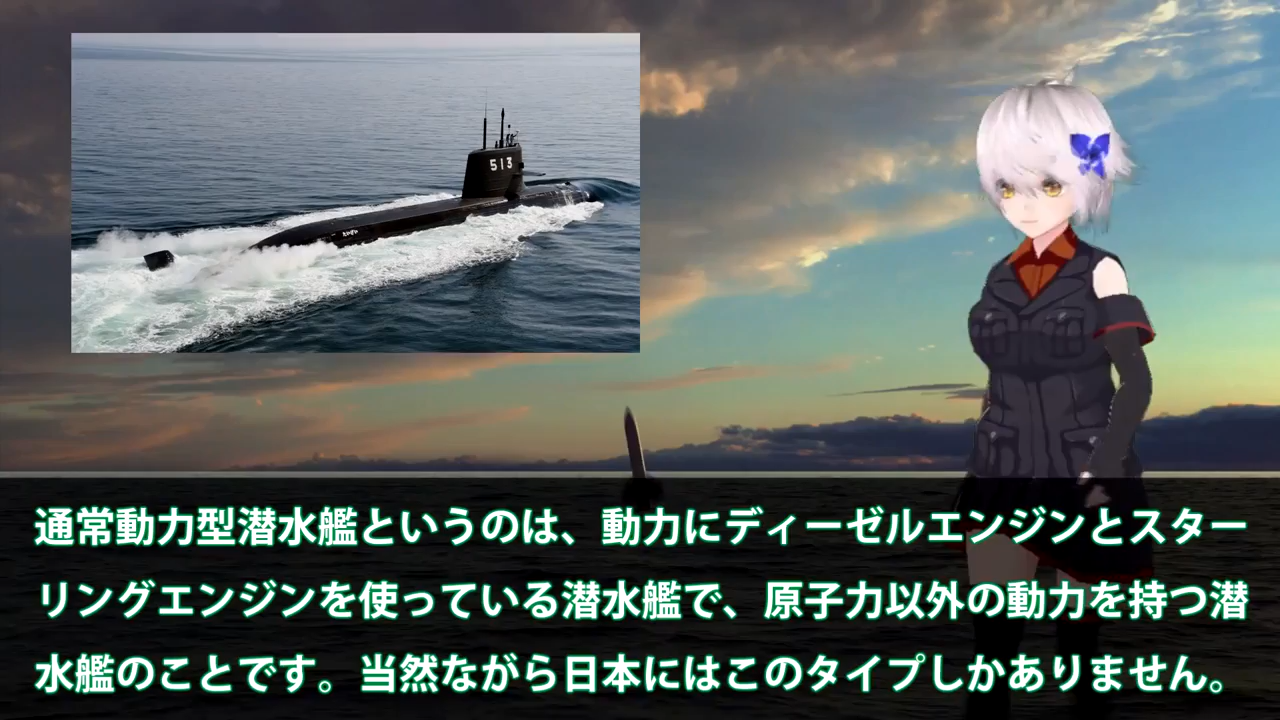 513
通常動力型潜水艦というのは、動力にディーゼルエンジンとスター
リングエンジンを使っている潜水艦で、原子力以外の動力を持つ潜
水艦のことです。当然ながら日本にはこのタイプしかありません。